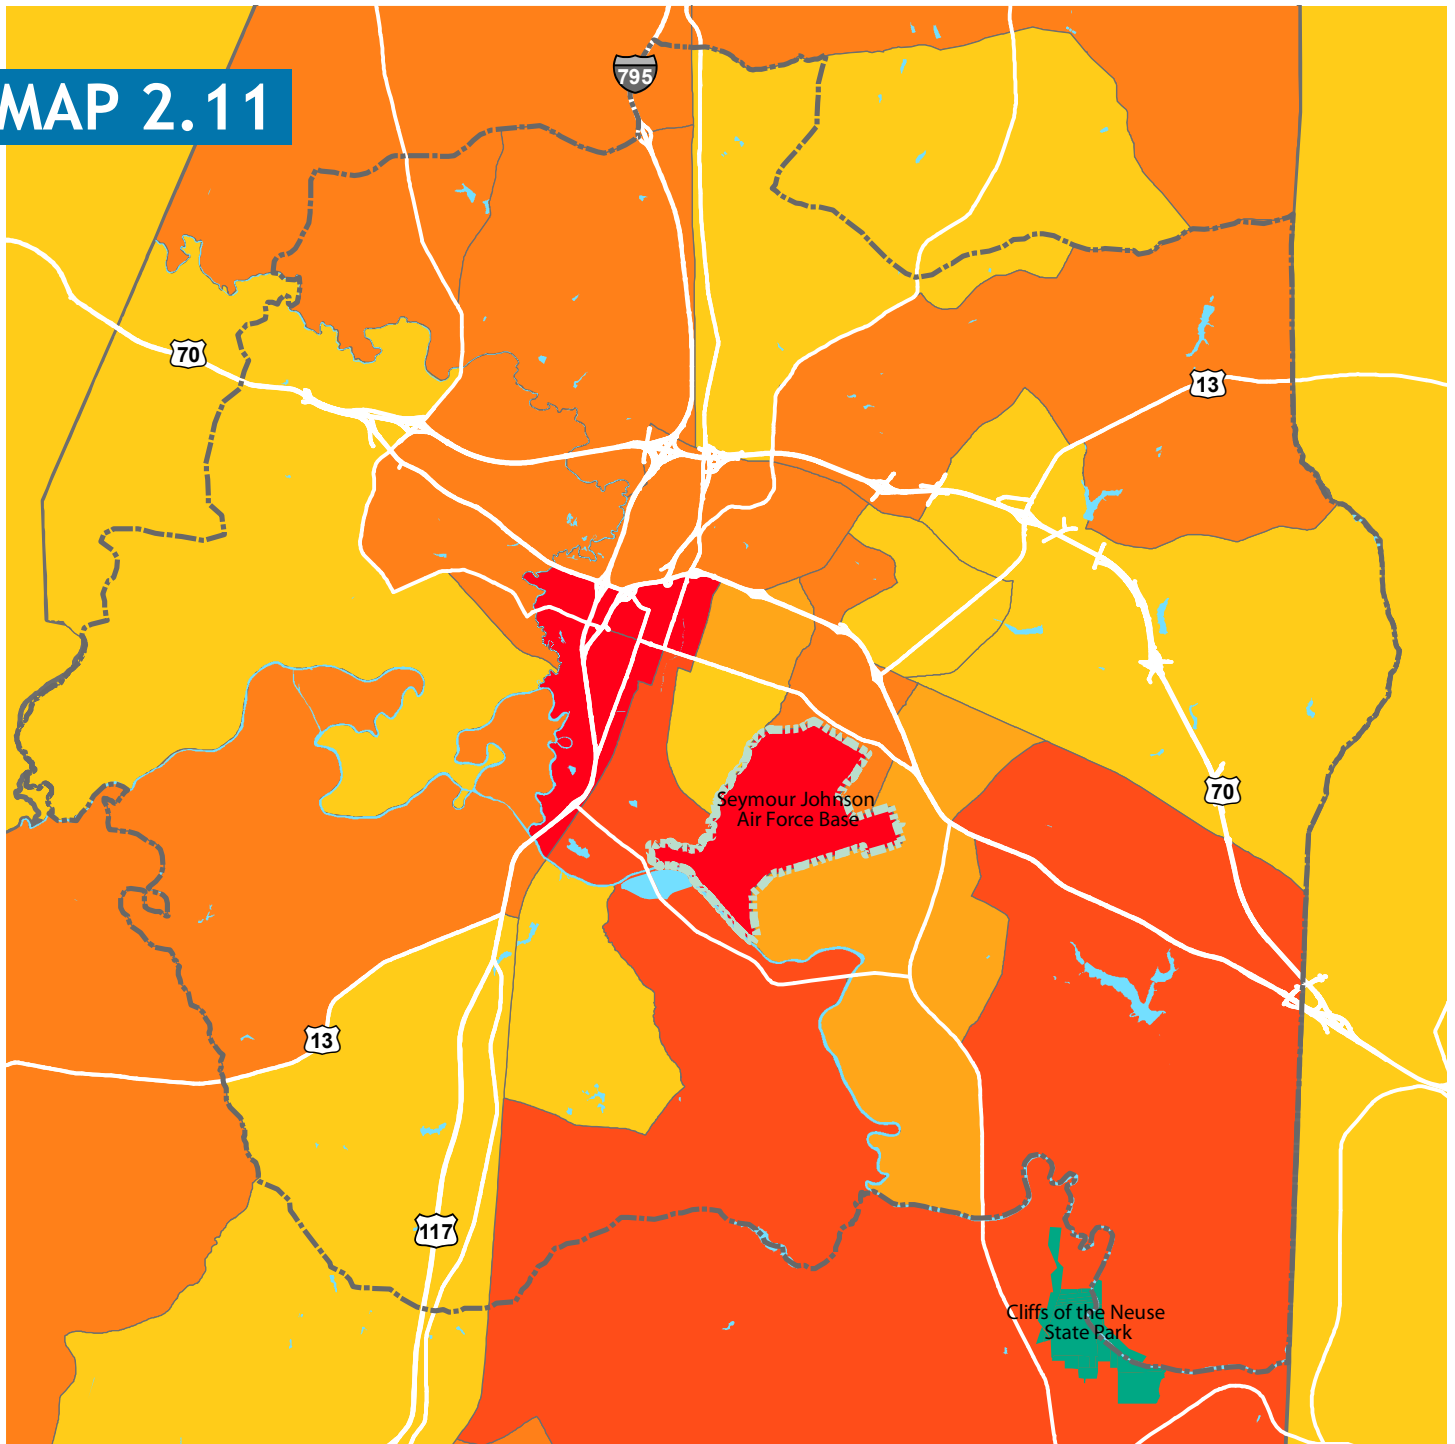 795
MAP 2.11
70
13
70
Seymour Johnson
Air Force Base
13
117
Cliffs of the Neuse
State Park